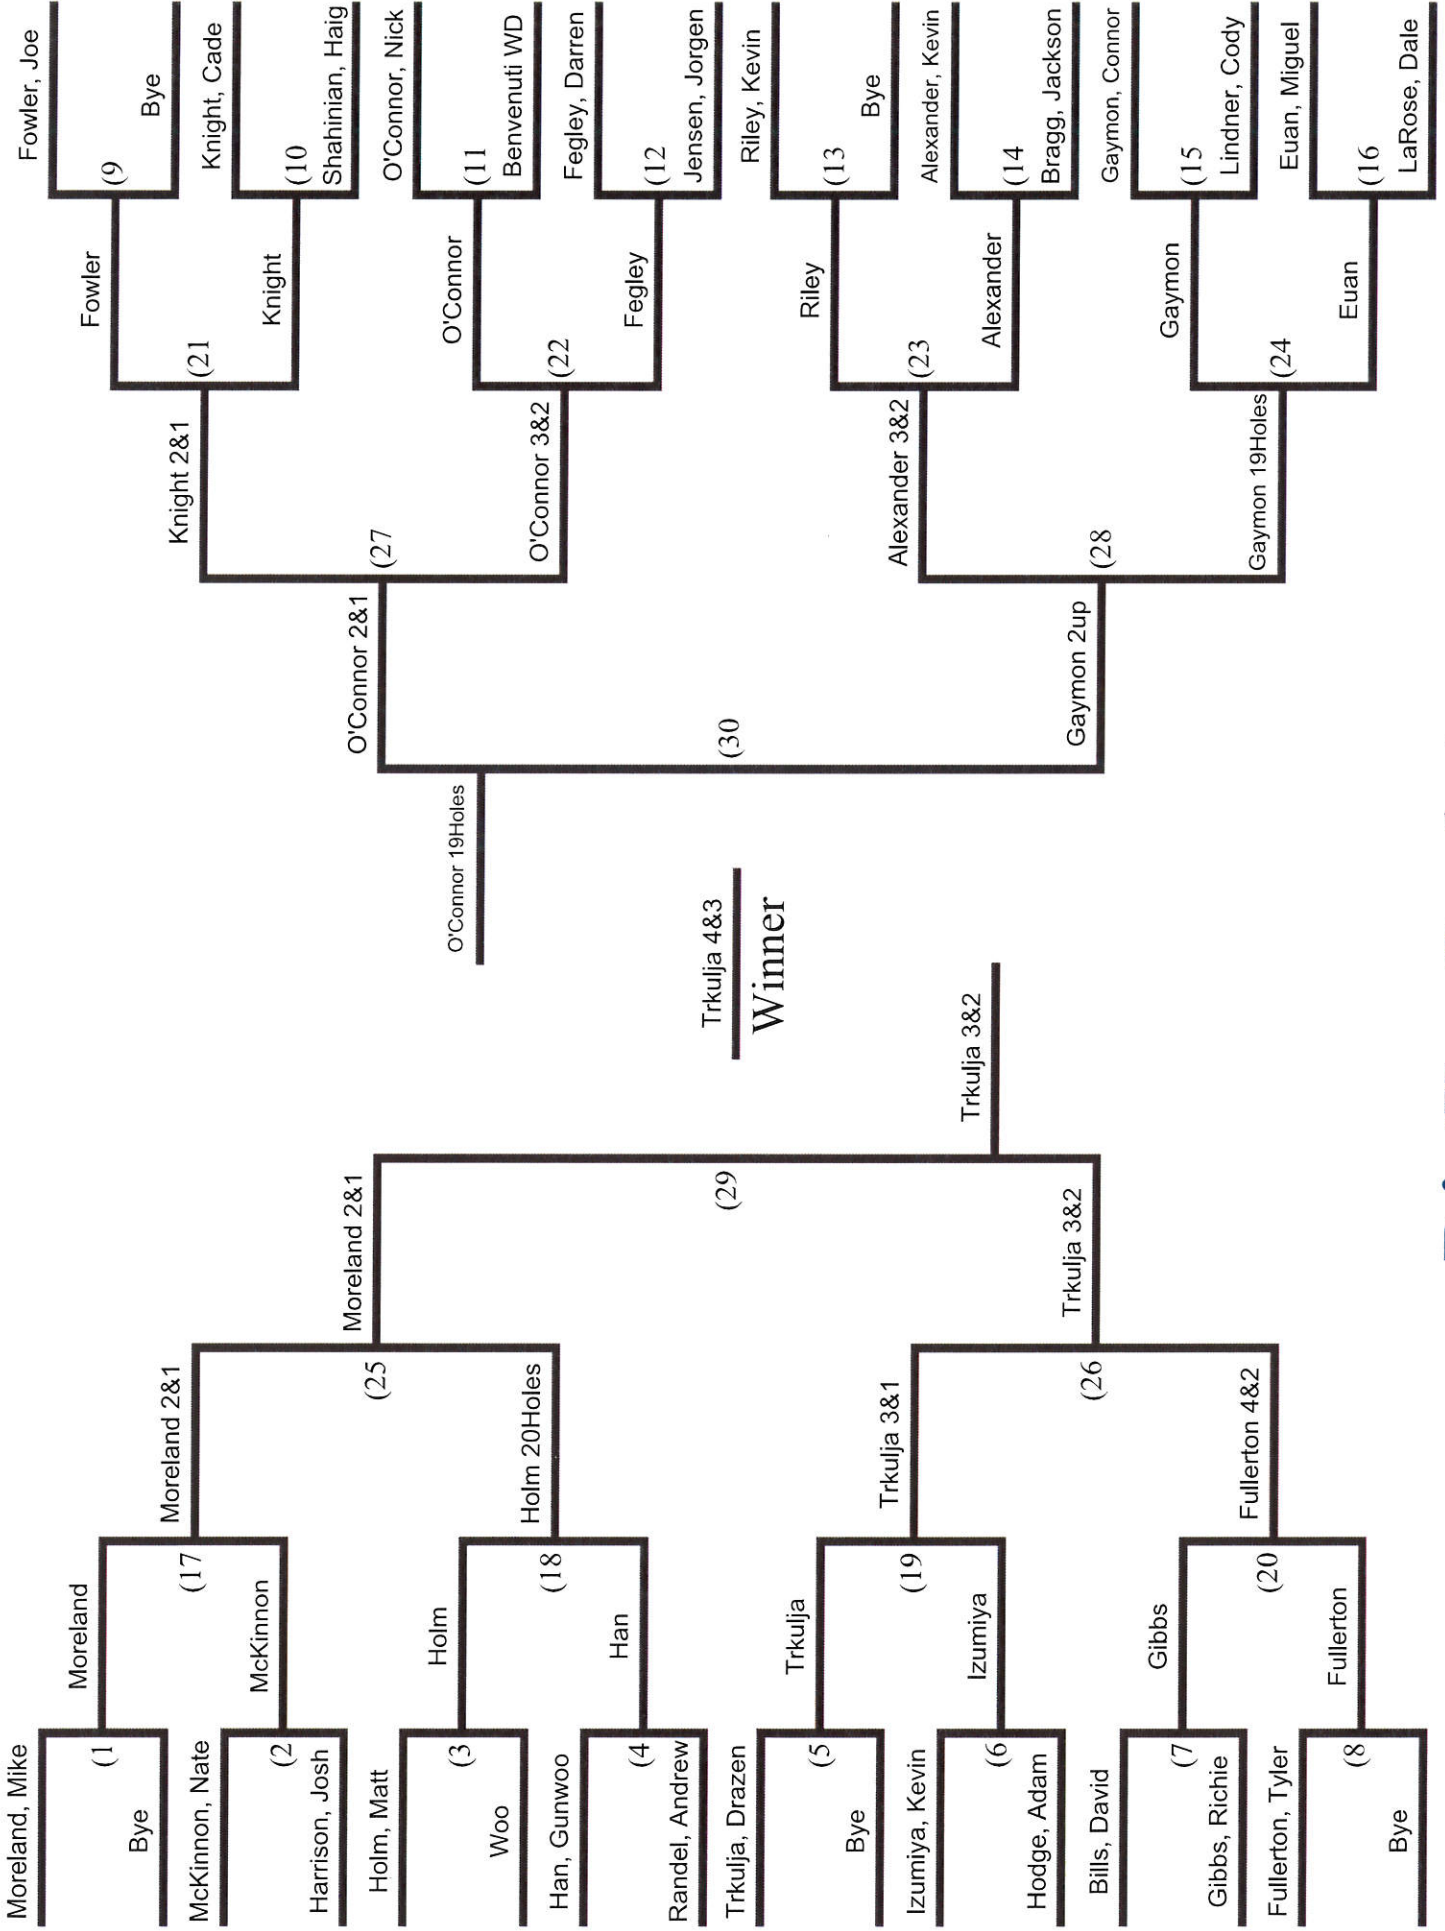 Moreland, Mike
(1
Bye
McKinnon, Nate
(2
Harrison, Josh
Holm, Matt
(3
Woo
Han, Gunwoo
(4
Randel, Andrew
Trkulja, Drazen
(5
Bye
Izumiya, Kevin
(6
Hodge, Adam
Bills, David
(7
Gibbs, Richie
Fullerton, Tyler
(8
Bye
Moreland
(17
McKinnon
Holm
(18
Han
Trkulja
(19
Izumiya
Gibbs
(20
Fullerton
Moreland 2&1
(25
Holm 20Holes
Trkulja 3&1
(26
Fullerton 4&2
Moreland 2&1
(29
Trkulja 3&2
Trkulja 3&2
Trkulja 4&3
Winner
O'Connor 19Holes
O'Connor 2&1
(30
Gaymon 2up
Knight 2&1
(27
O'Connor 3&2
Alexander 3&2
(28
Gaymon 19Holes
Fowler
(21
Knight
O'Connor
(22
Fegley
Riley
(23
Alexander
Gaymon
(24
Euan
Fowler, Joe
(9
Bye
Knight, Cade
(10
Shahinian, Haig
O'Connor, Nick
(11
Benvenuti WD
Fegley, Darren
(12
Jensen, Jorgen
Riley, Kevin
(13
Bye
Alexander, Kevin
(14
Bragg, Jackson
Gaymon, Connor
(15
Lindner, Cody
Euan, Miguel
(16
LaRose, Dale